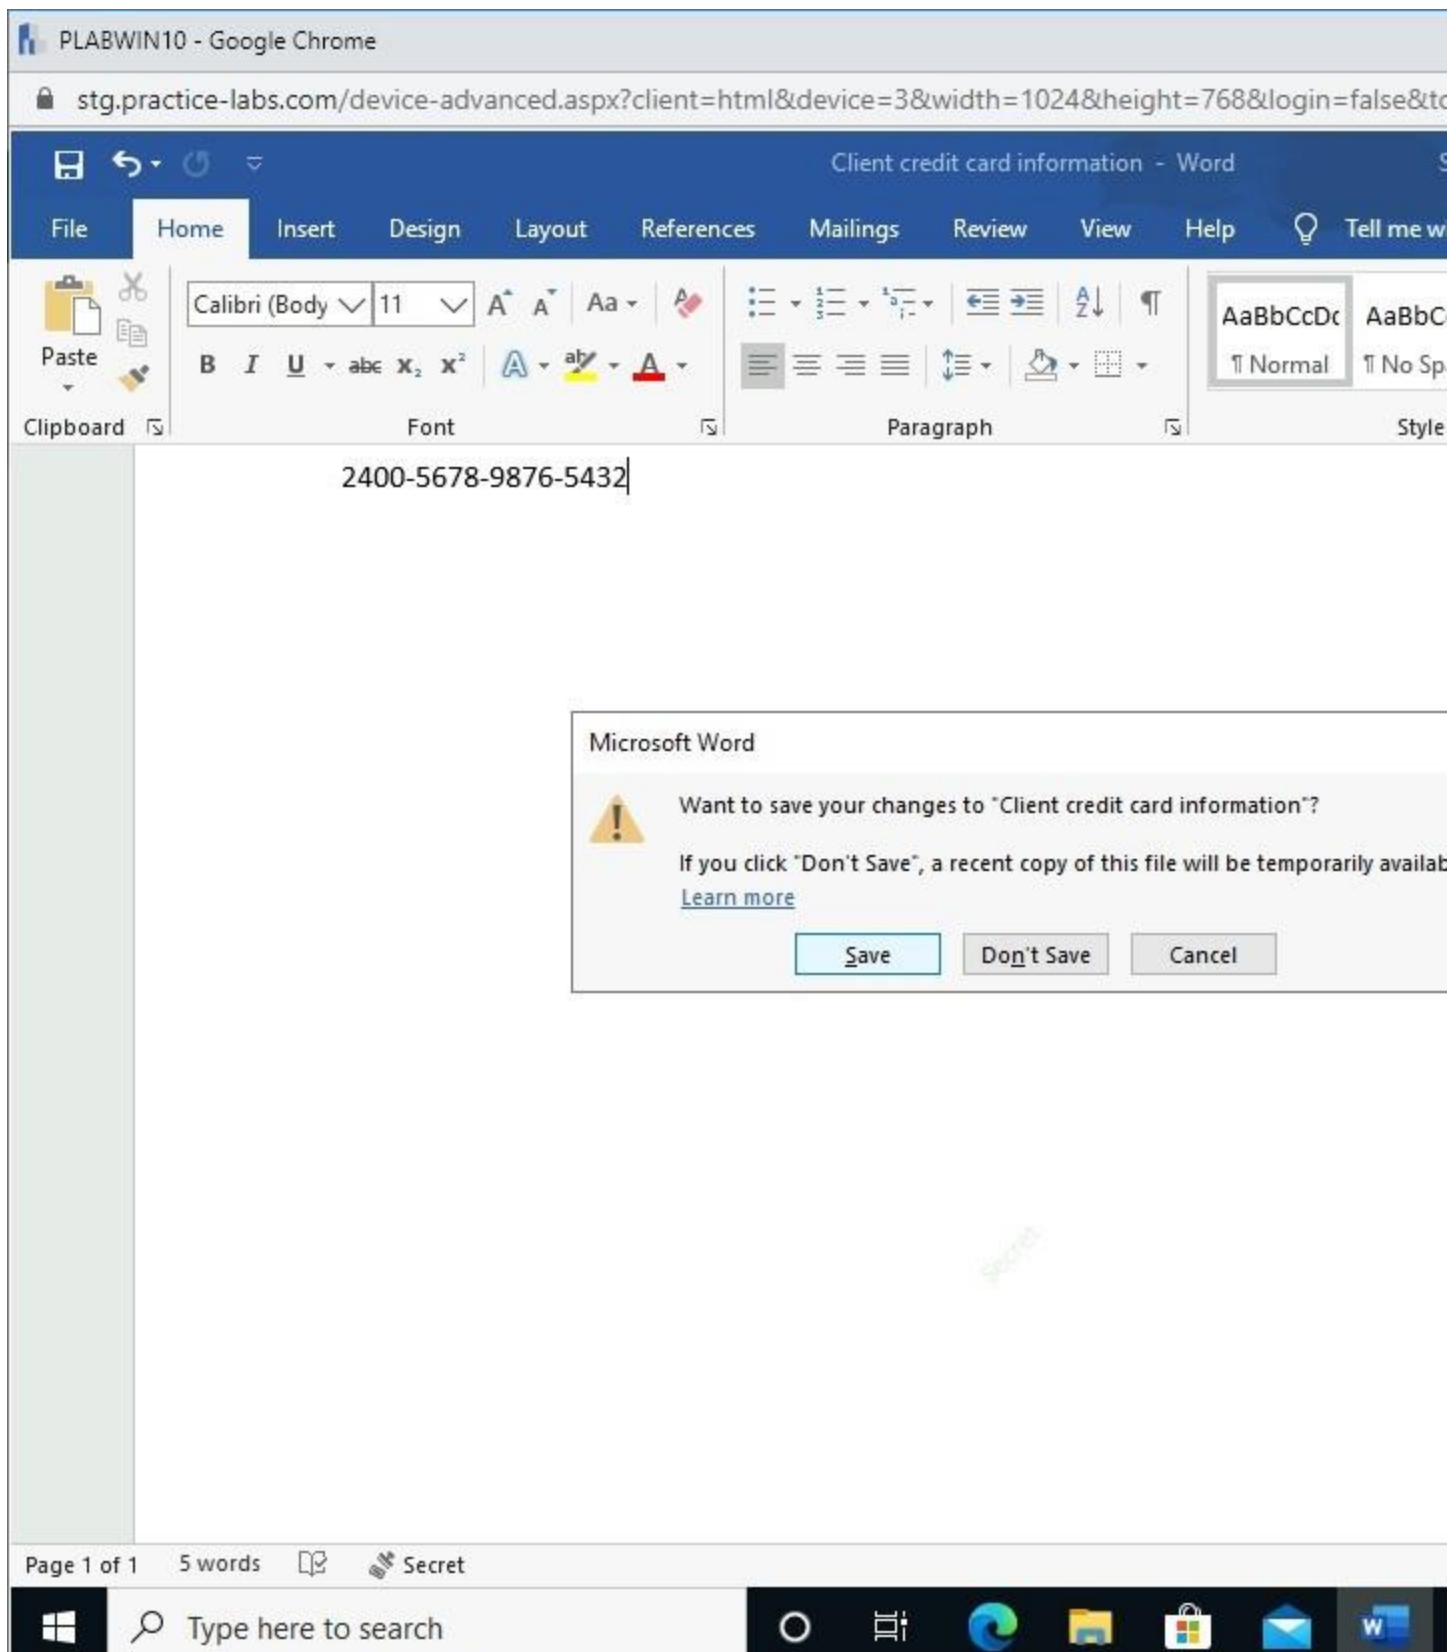 PLABWIN10 - Google Chrome
stg.practice-labs.com/device-advanced.aspx?client=html&device=3&width=1024&height=768&login=false&to
Client credit card information - Word
File Home Insert Design Layout References Mailings Review View Help Tell me w
Calibri (Body 11 A A Aa AaBbCcDc AaBbC
Paste B I U abc X₂ X² A ab A ¶ Normal ¶ No Sp
Clipboard Font Paragraph Style
2400-5678-9876-5432
Microsoft Word
Want to save your changes to "Client credit card information"?
If you click "Don't Save", a recent copy of this file will be temporarily availab
Learn more
Save Don't Save Cancel
Secret
Page 1 of 1 5 words Secret
Type here to search